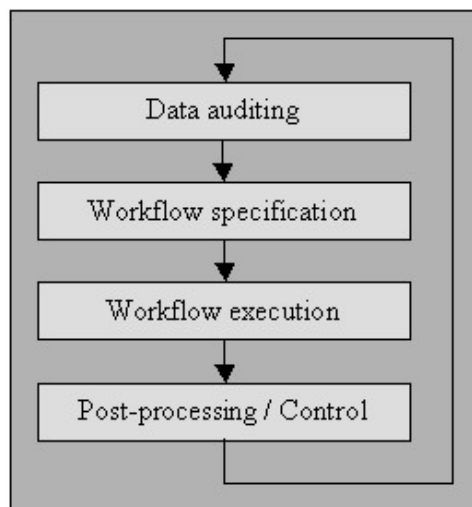 Data auditing
Workflow specification
Workflow execution
Post-processing / Control